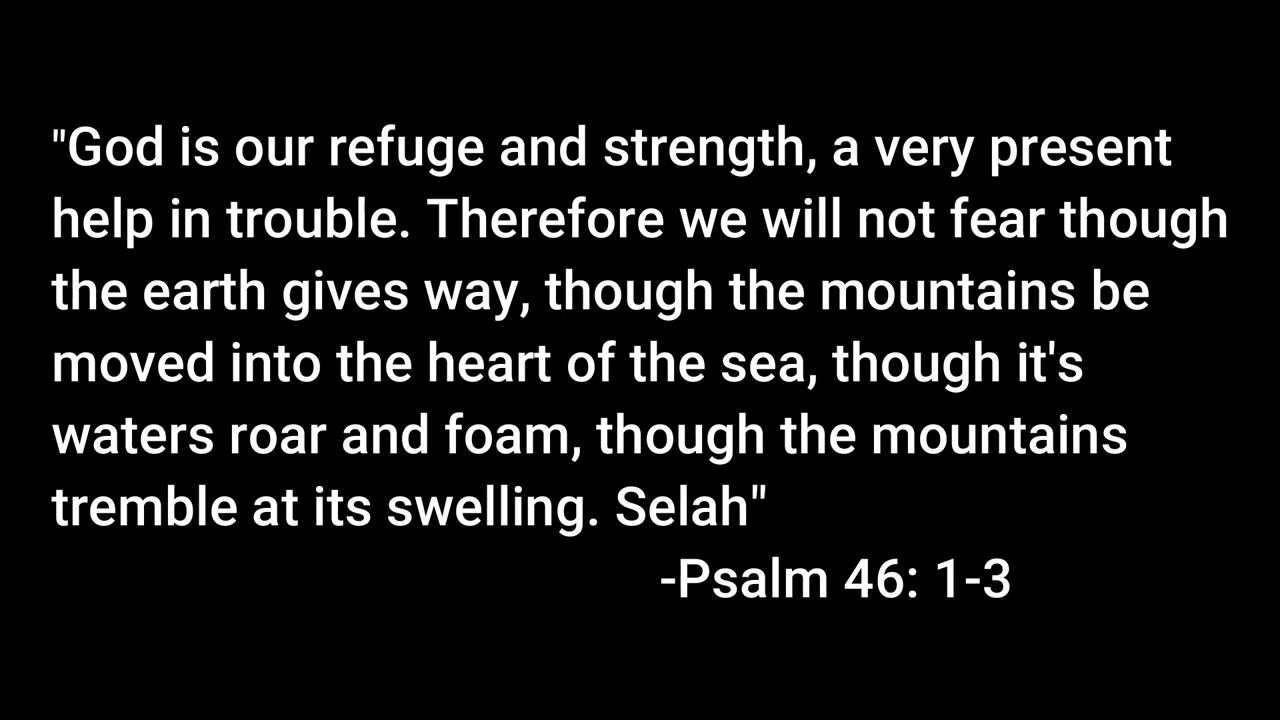 "God is our refuge and strength, a very present
help in trouble. Therefore we will not fear though
the earth gives way, though the mountains be
moved into the heart of the sea, though it's
waters roar and foam, though the mountains
tremble at its swelling. Selah"
-Psalm 46: 1-3